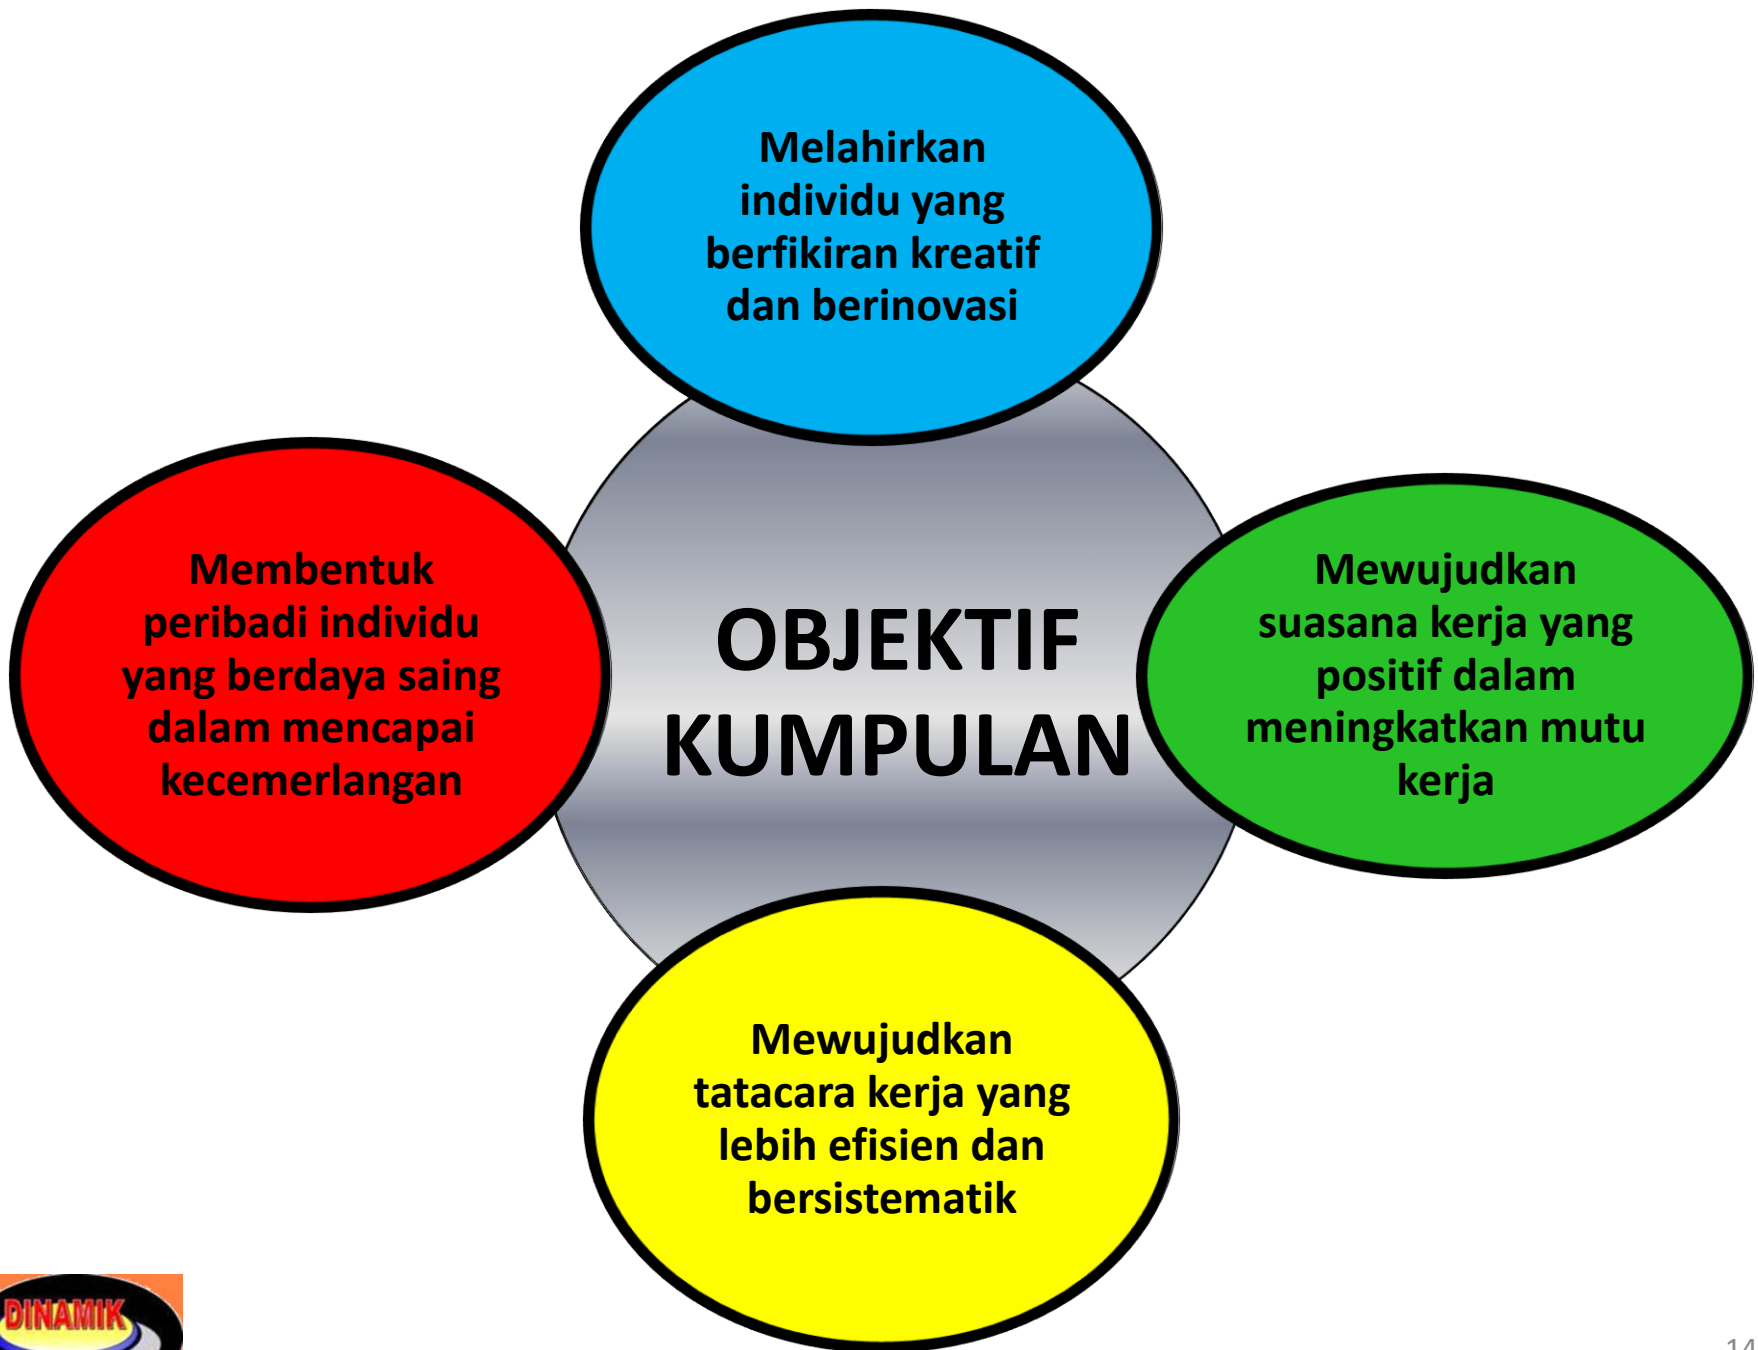 Melahirkan
individu yang
berfikiran kreatif
dan berinovasi
Membentuk
peribadi individu
yang berdaya saing
dalam mencapai
kecemerlangan
OBJEKTIF
KUMPULAN
Mewujudkan
suasana kerja yang
positif dalam
meningkatkan mutu
kerja
Mewujudkan
tatacara kerja yang
lebih efisien dan
bersistematik
DINAMIK
14